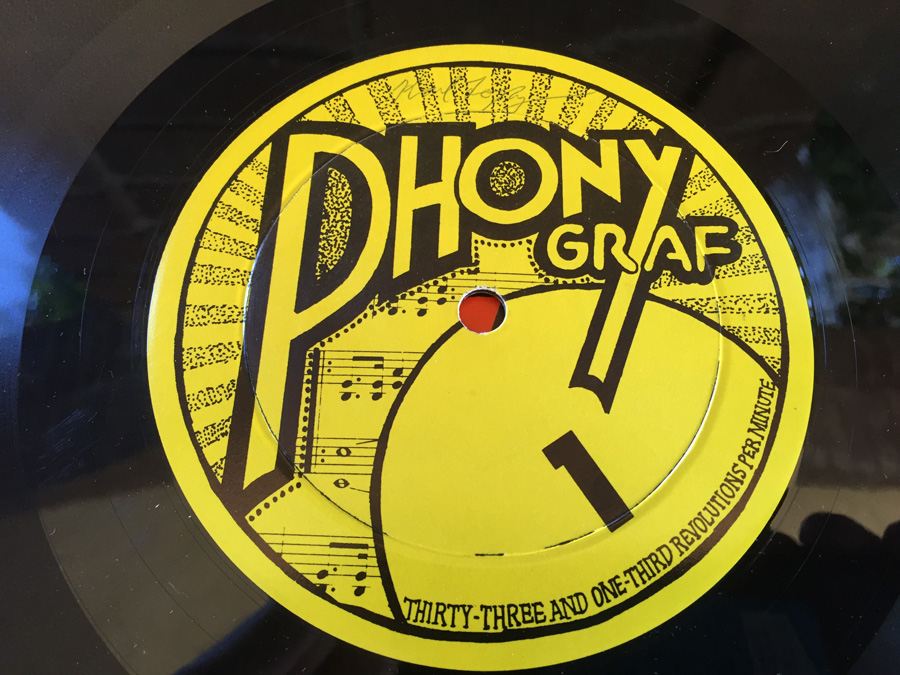 PHONY
GRAF
1
THIRTY-THREE AND ONE-THIRD REVOLUTIONS PER MINUTE